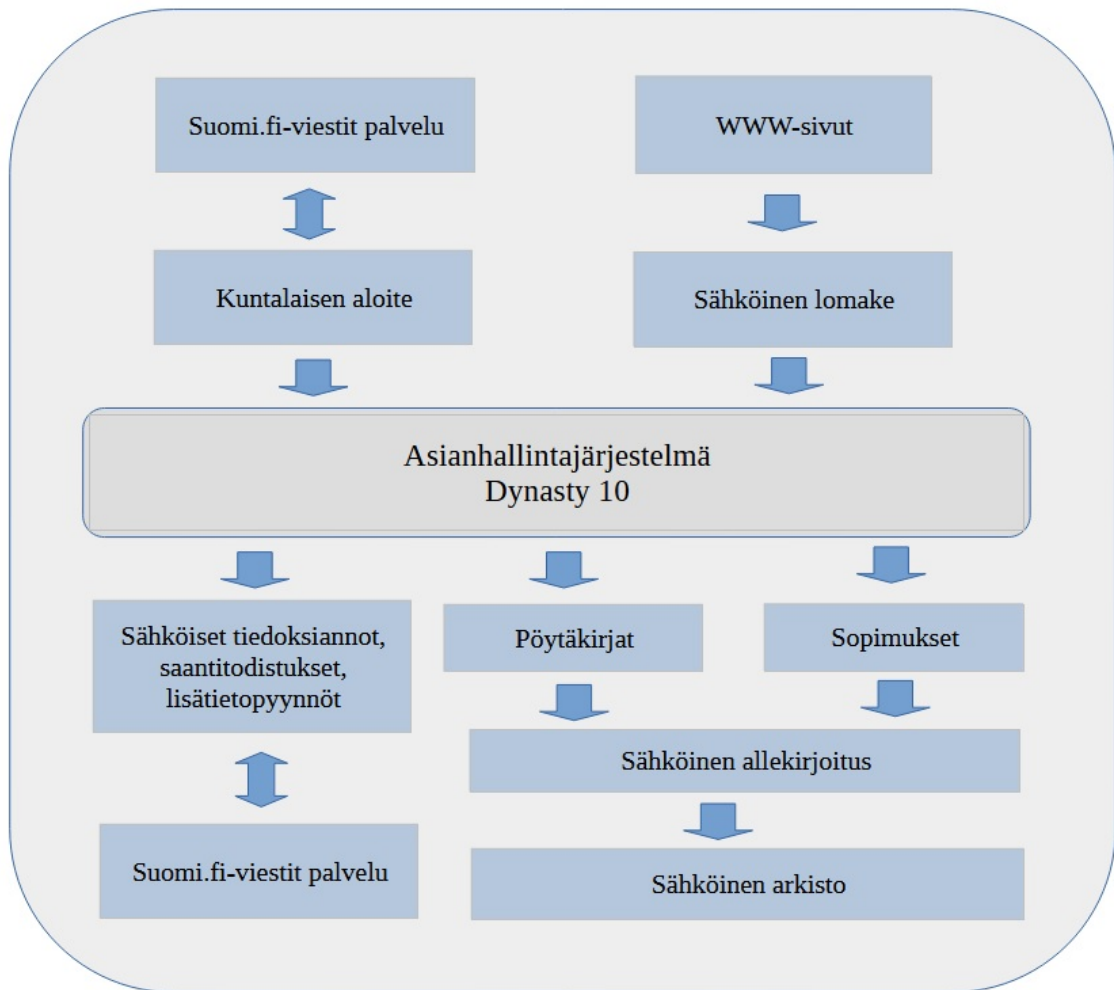 Suomi.fi-viestit palvelu
WWW-sivut
Kuntalaisen aloite
Sähköinen lomake
Asianhallintajärjestelmä
Dynasty 10
Sähköiset tiedoksiannot,
saantitodistukset,
lisätietopyynnöt
Pöytäkirjat
Sopimukset
Sähköinen allekirjoitus
Suomi.fi-viestit palvelu
Sähköinen arkisto